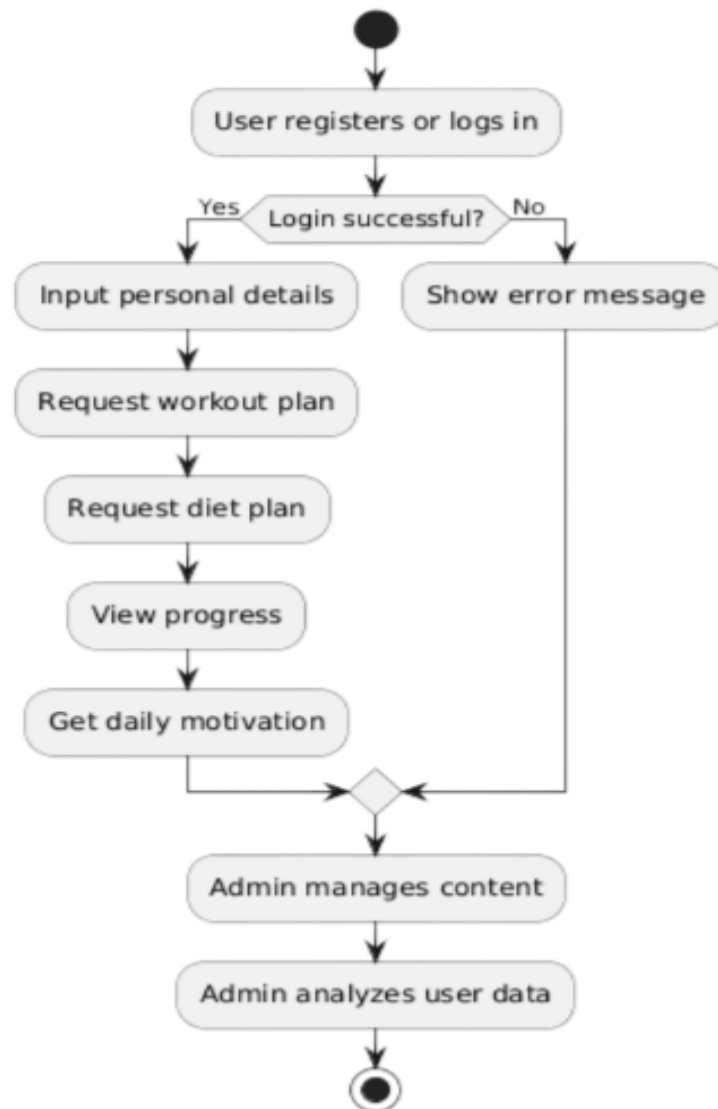 User registers or logs in
Yes
Login successful?
No
Input personal details
Show error message
Request workout plan
Request diet plan
View progress
Get daily motivation
Admin manages content
Admin analyzes user data